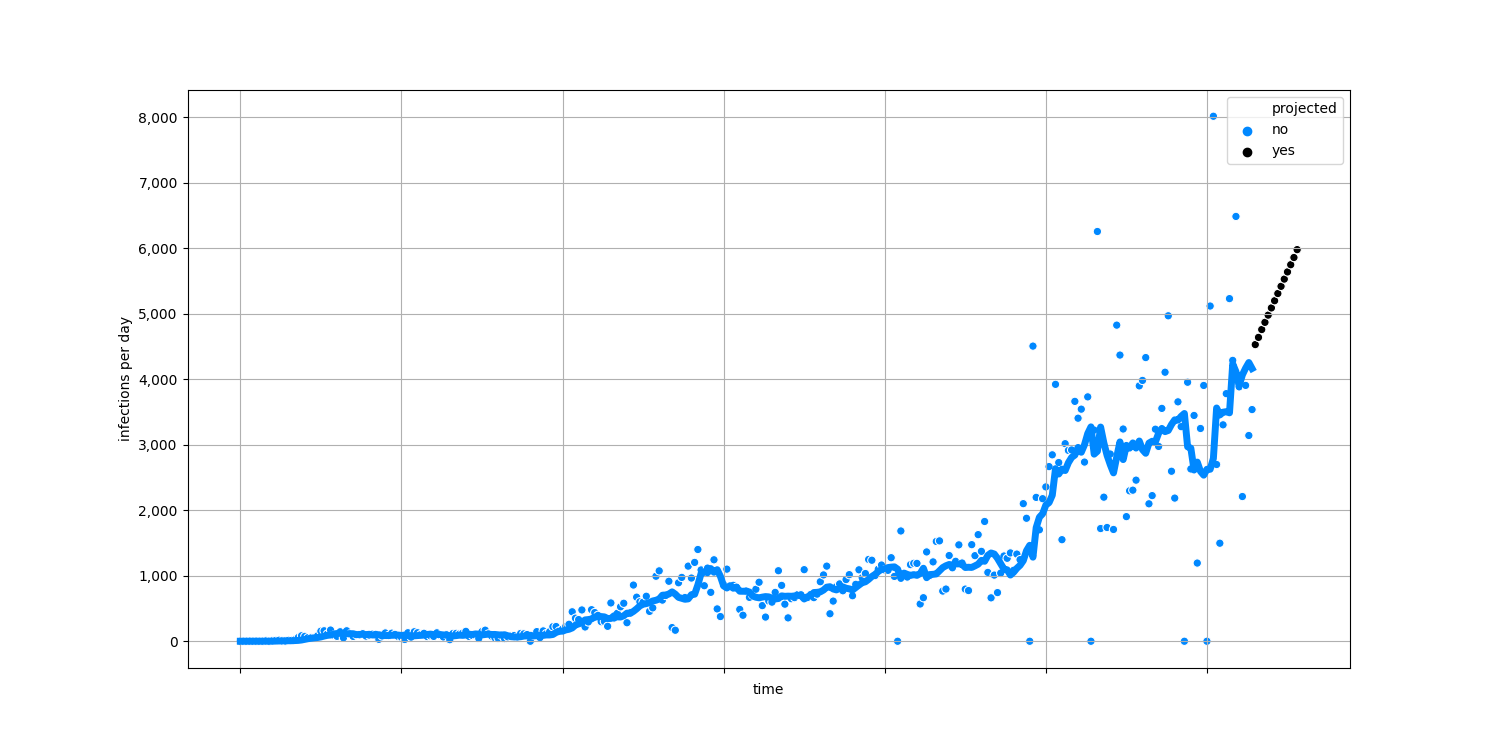 projected
no
yes
8,000
7,000
6,000
5,000
4,000
3,000
2,000
1,000
0
infections per day
time